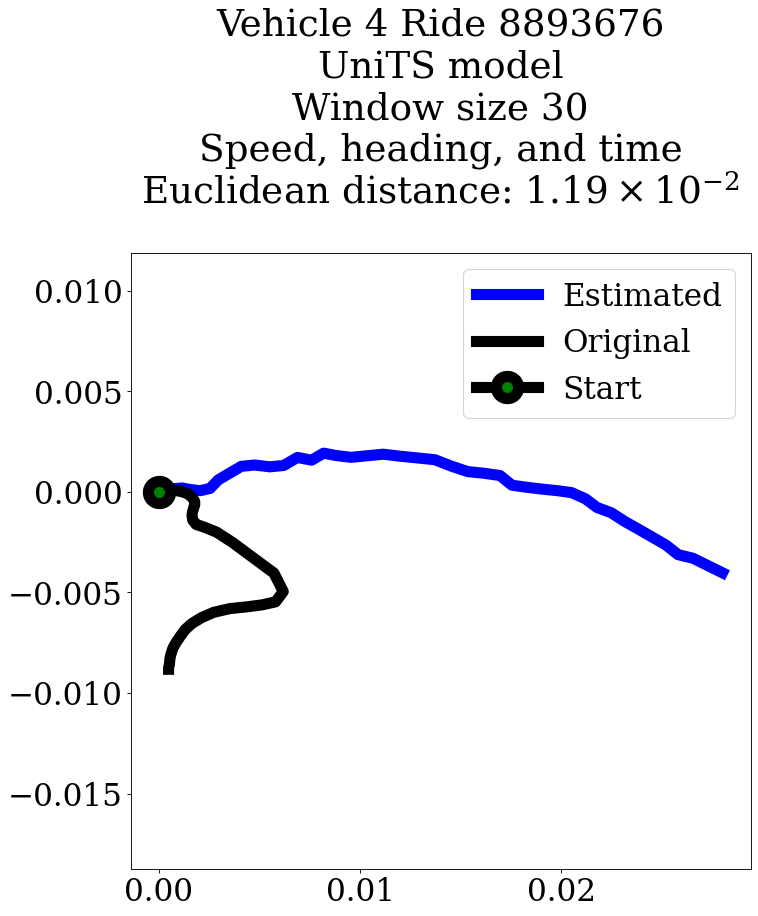 Vehicle 4 Ride 8893676
UniTS model
Window size 30
Speed, heading, and time
Euclidean distance: 1.19 × 10⁻²
0.010
Estimated
Original
Start
0.005
0.000
−0.005
−0.010
−0.015
0.00 0.01 0.02